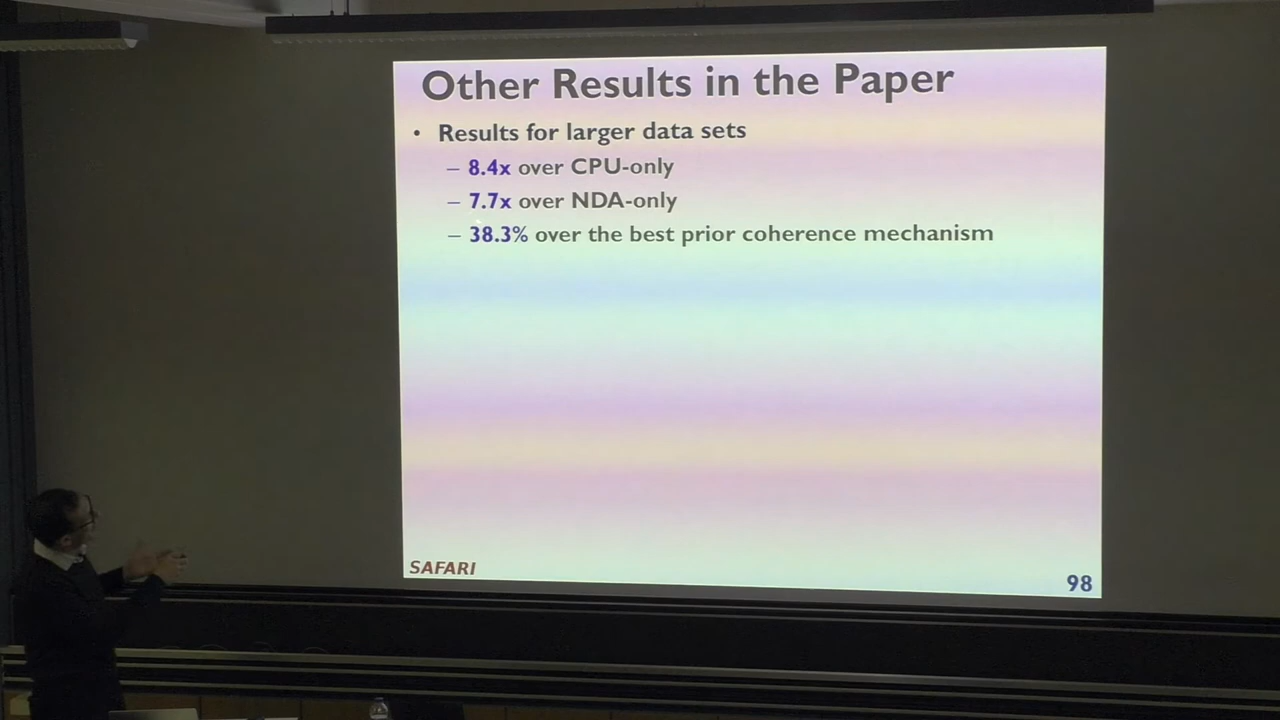 Other Results in the Paper
• Results for larger data sets
– 8.4x over CPU-only
– 7.7x over NDA-only
– 38.3% over the best prior coherence mechanism
SAFARI
98